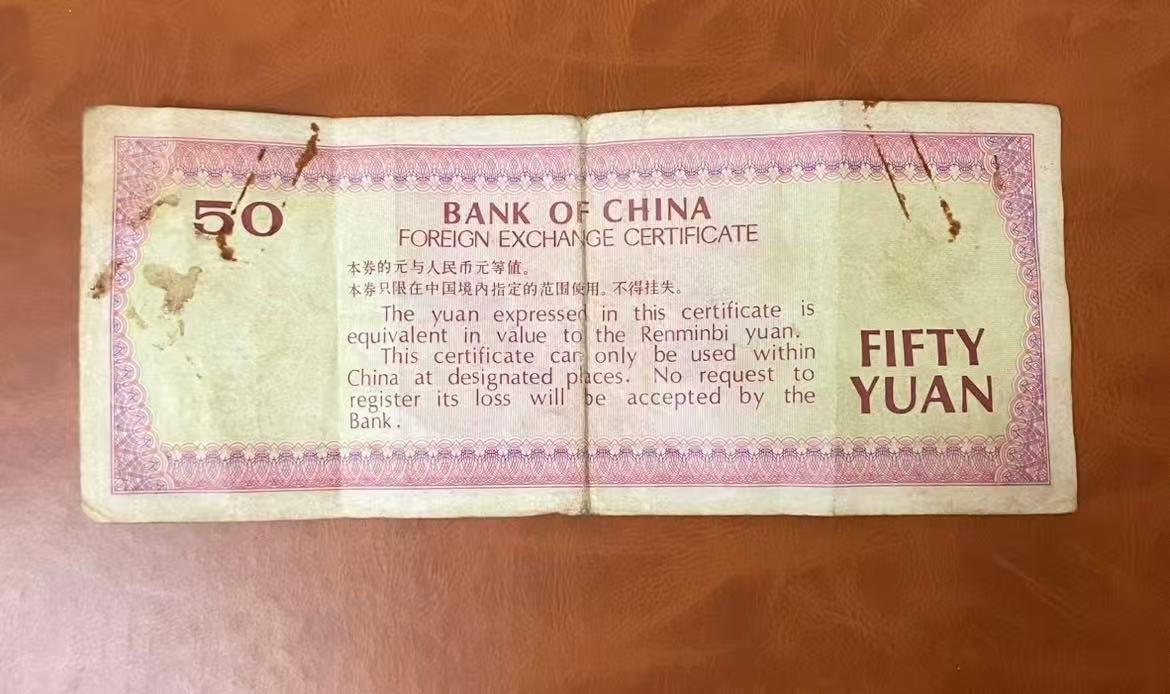 50
BANK OF CHINA
FOREIGN EXCHANGE CERTIFICATE
本券的元与人民币元等值。
本券只限在中国境内指定的范围使用。不得挂失。
The yuan expressed in this certificate is
equivalent in value to the Renminbi yuan.
This certificate can only be used within
China at designated places. No request to
register its loss will be accepted by the
Bank.
FIFTY
YUAN